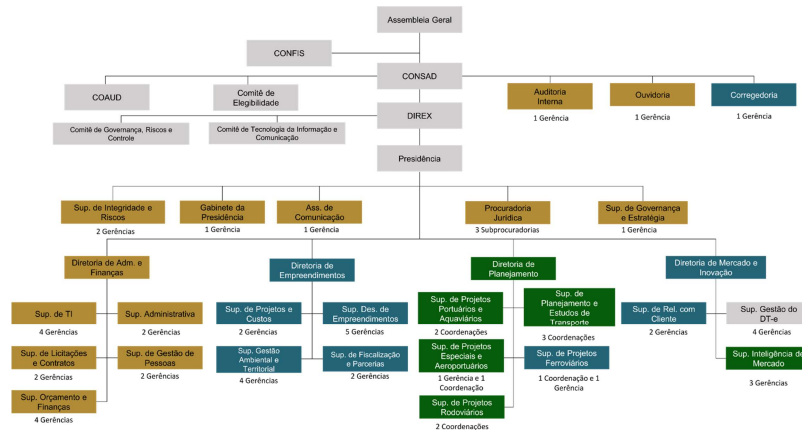 Assembleia Geral
CONFIS
CONSAD
COAUD
Comitê de
Elegibilidade
Auditoria
Interna
1 Gerência
Ouvidoria
1 Gerência
Corregedoria
1 Gerência
DIREX
Comitê de Governança, Riscos e
Controle
Comitê de Tecnologia da Informação e
Comunicação
Presidência
Sup. de Integridade e
Riscos
2 Gerências
Gabinete da
Presidência
1 Gerência
Ass. de
Comunicação
1 Gerência
Procuradoria
Jurídica
3 Subprocuradorias
Sup. de Governança
e Estratégia
1 Gerência
Diretoria de Adm. e
Finanças
Diretoria de
Empreendimentos
Diretoria de
Planejamento
Diretoria de Mercado e
Inovação
Sup. de TI
4 Gerências
Sup. Administrativa
2 Gerências
Sup. de Licitações
e Contratos
2 Gerências
Sup. de Gestão de
Pessoas
2 Gerências
Sup. Orçamento e
Finanças
4 Gerências
Sup. de Projetos e
Custos
2 Gerências
Sup. Des. de
Empreendimentos
5 Gerências
Sup. Gestão
Ambiental e
Territorial
4 Gerências
Sup. de Fiscalização e
Parcerias
2 Gerências
Sup. de Projetos
Portuários e
Aquaviários
2 Coordenações
Sup. de
Planejamento e
Estudos de
Transporte
3 Coordenações
Sup. de Projetos
Especiais e
Aeroportuários
1 Gerência e 1
Coordenação
Sup. de Projetos
Ferroviários
1 Coordenação e 1
Gerência
Sup. de Projetos
Rodoviários
2 Coordenações
Sup. de Rel. com
Cliente
2 Gerências
Sup. Gestão do
DT-e
4 Gerências
Sup. Inteligência de
Mercado
3 Gerências